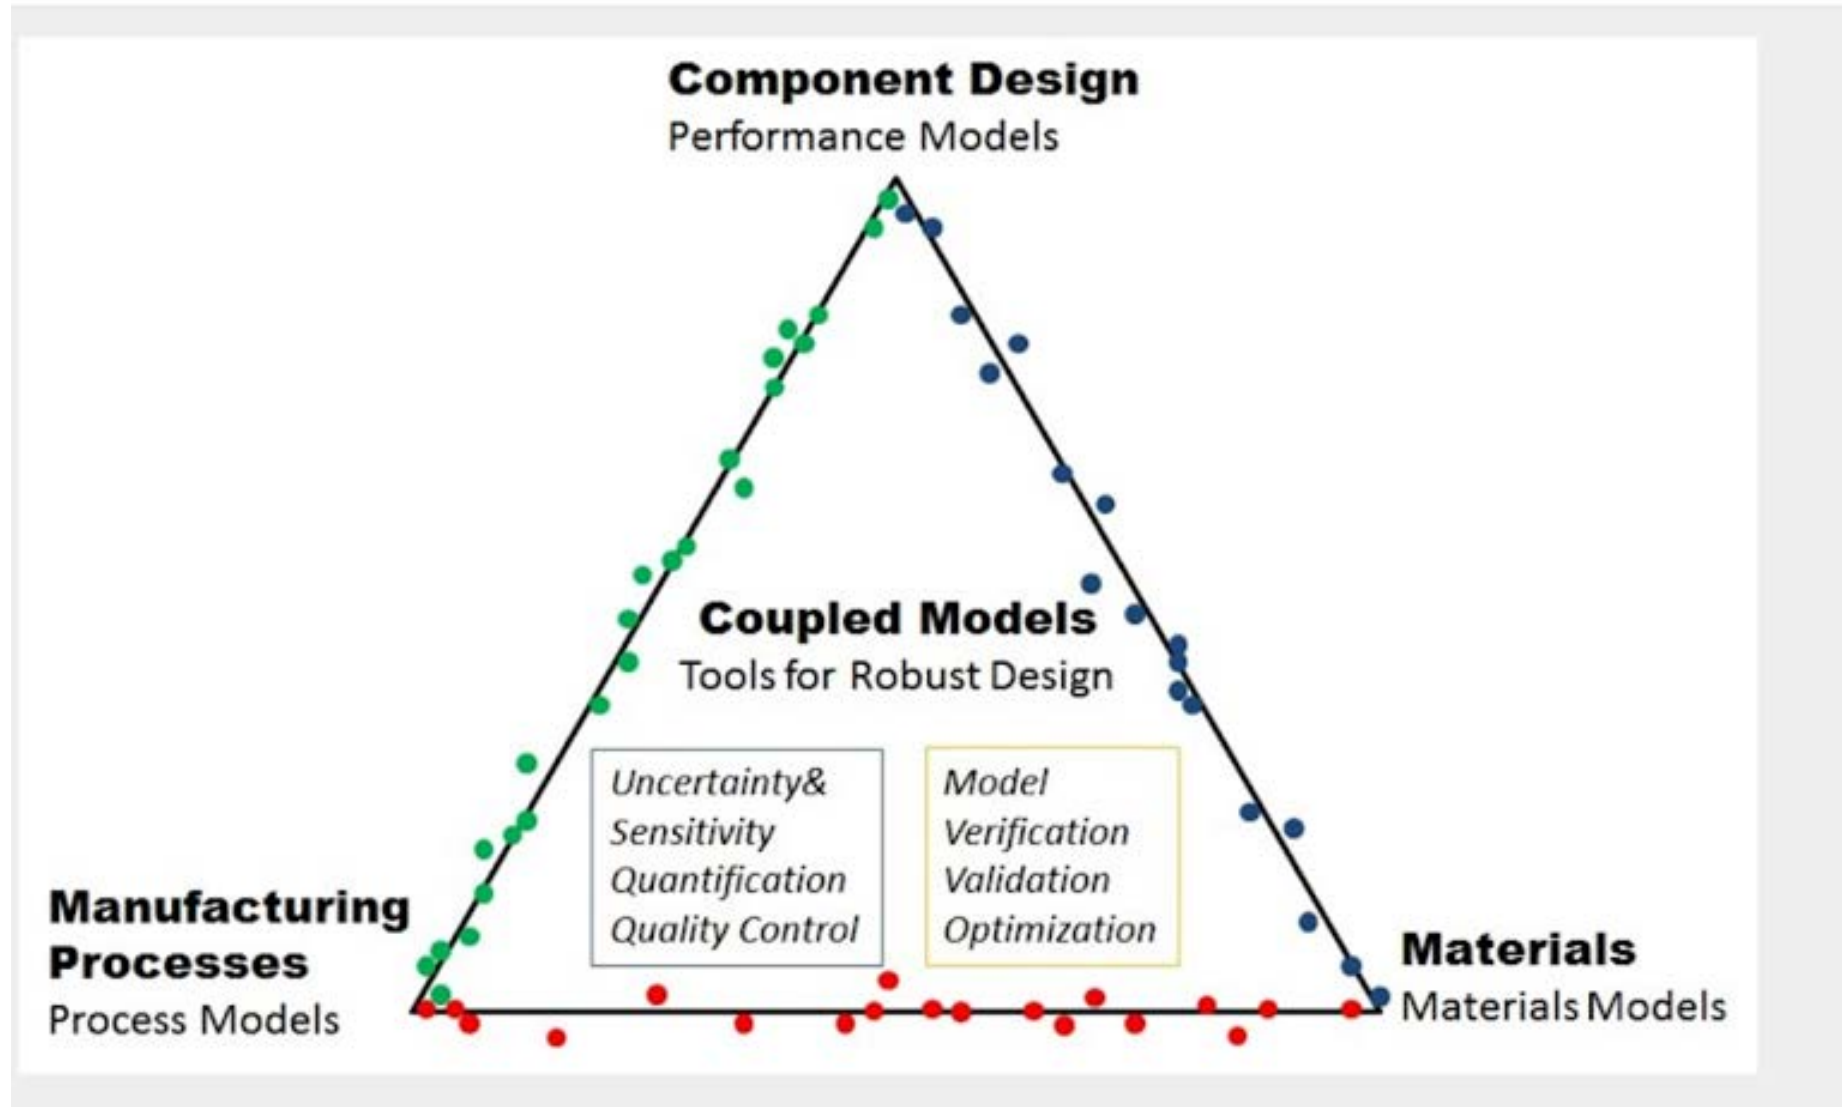 Component Design
Performance Models
Coupled Models
Tools for Robust Design
Uncertainty&
Sensitivity
Quantification
Quality Control
Model
Verification
Validation
Optimization
Manufacturing
Processes
Process Models
Materials
Materials Models